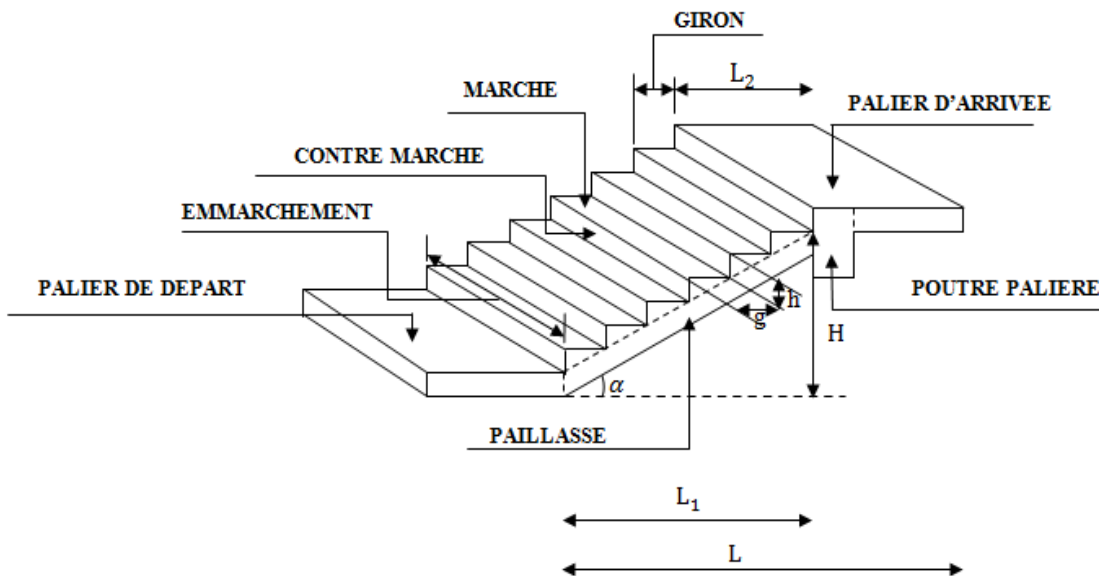 GIRON
L₂
MARCHE
PALIER D'ARRIVEE
CONTRE MARCHE
EMMARCHEMENT
PALIER DE DEPART
POUTRE PALIERE
h
g
H
α
PAILLASSE
L₁
L